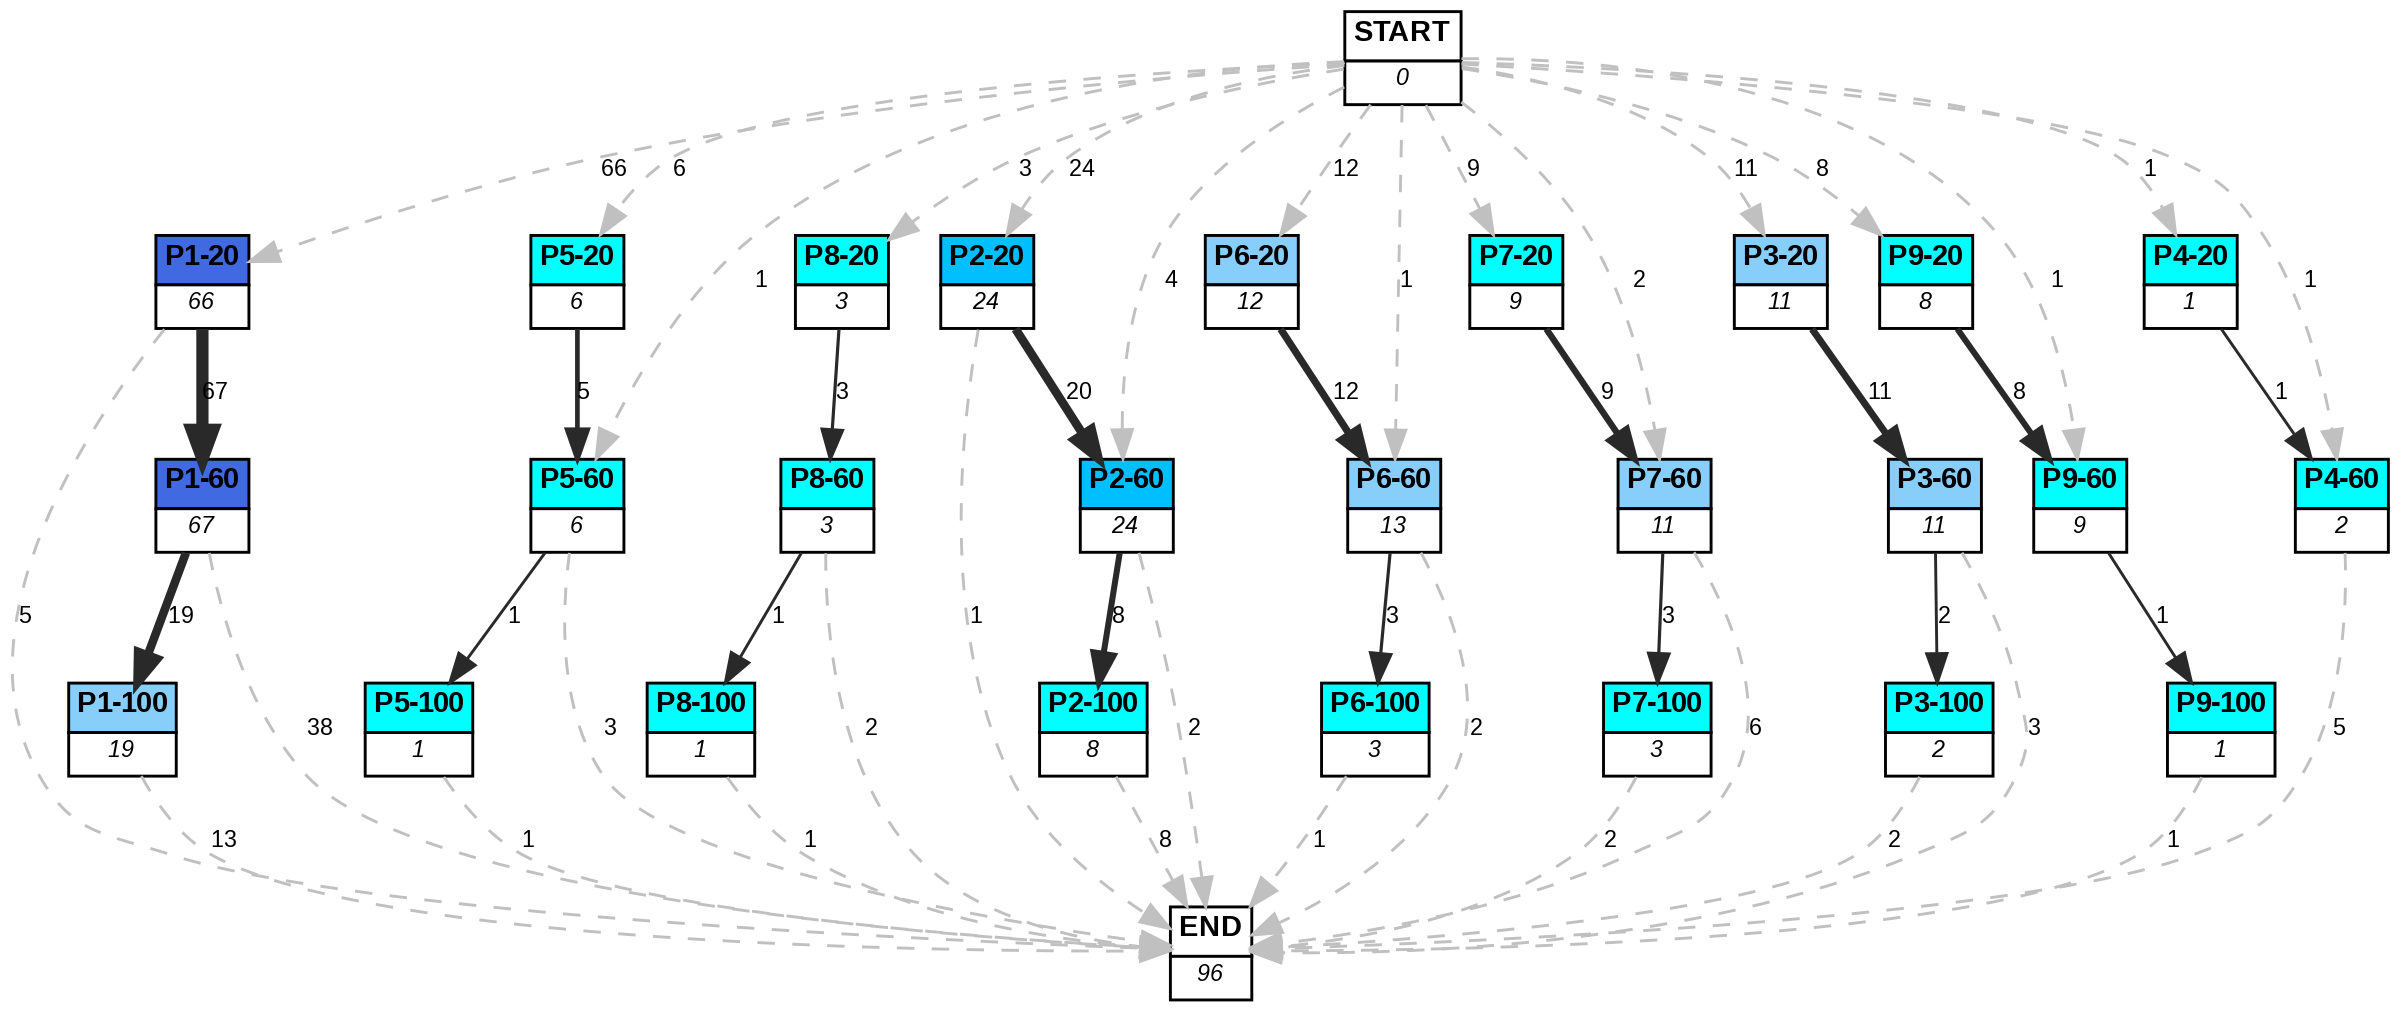 START
0
66
6
3
24
12
9
11
8
1
P1-20
66
P5-20
6
P8-20
3
P2-20
24
P6-20
12
P7-20
9
P3-20
11
P9-20
8
P4-20
1
1
4
1
2
1
1
67
5
3
20
12
9
11
8
1
P1-60
67
P5-60
6
P8-60
3
P2-60
24
P6-60
13
P7-60
11
P3-60
11
P9-60
9
P4-60
2
5
19
1
1
1
8
3
3
2
1
P1-100
19
P5-100
1
P8-100
1
P2-100
8
P6-100
3
P7-100
3
P3-100
2
P9-100
1
38
3
2
2
2
6
3
5
13
1
1
8
1
2
2
1
END
96